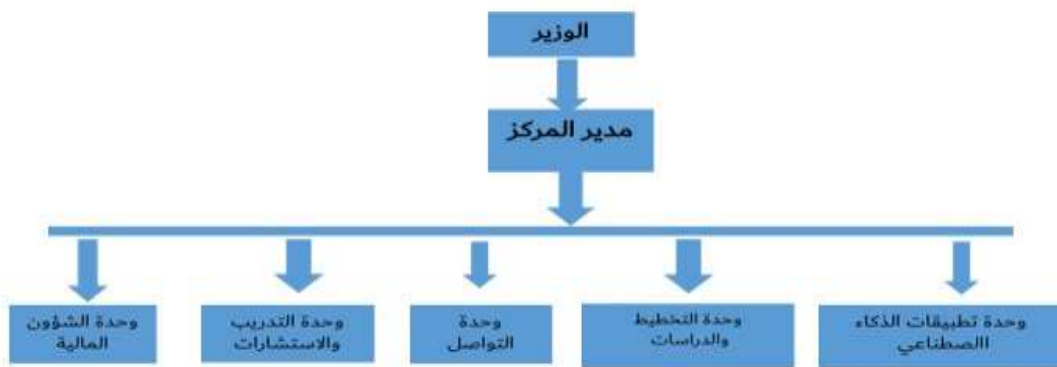 الوزير
مدير المركز
وحدة تطبيقات الذكاء
االصطناعي
وحدة التخطيط
والدراسات
وحدة
التواصل
وحدة التدريب
والاستشارات
وحدة الشؤون
المالية